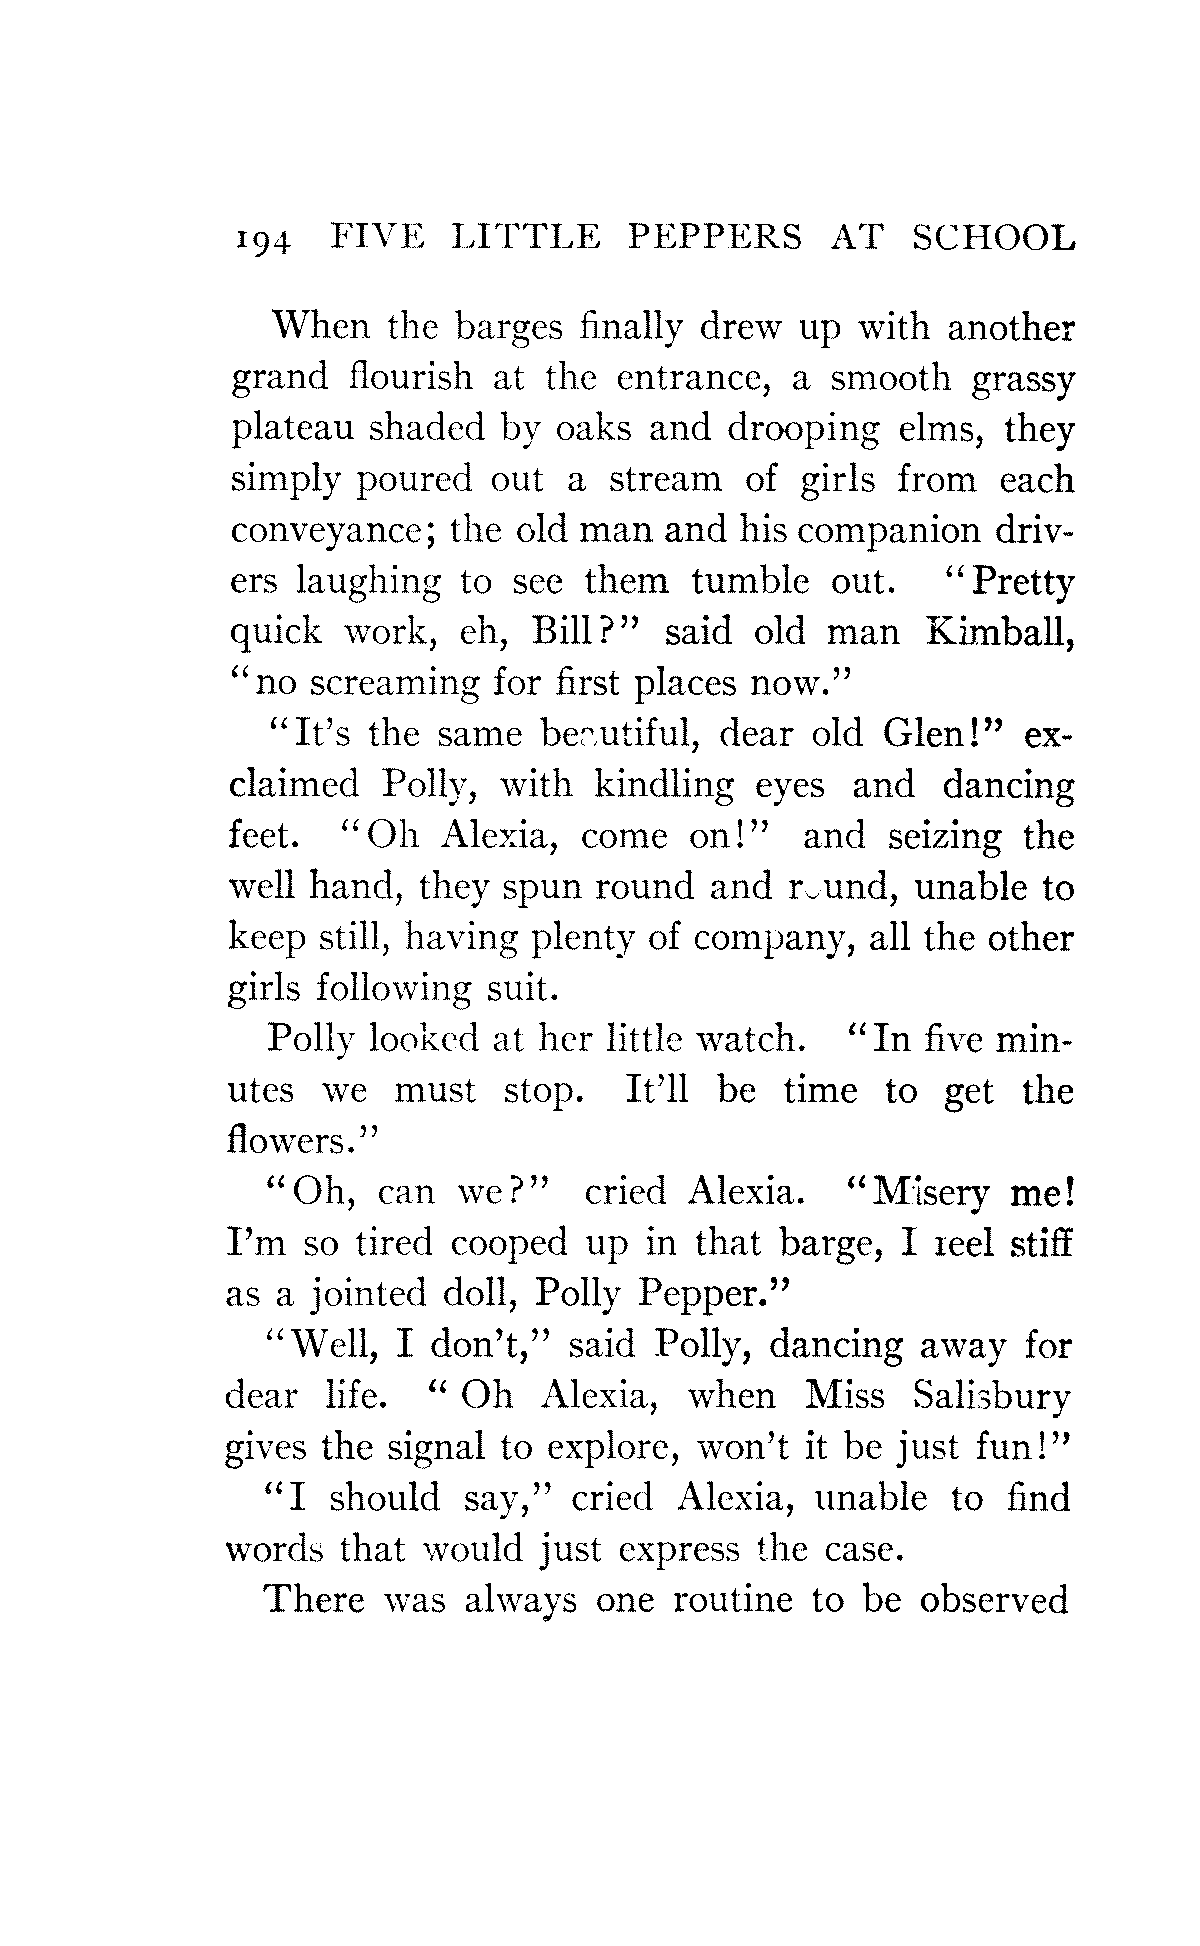 194 FIVE LITTLE PEPPERS AT SCHOOL
When the barges finally drew up with another
grand flourish at the entrance, a smooth grassy
plateau shaded by oaks and drooping elms, they
simply poured out a stream of girls from each
conveyance; the old man and his companion driv-
ers laughing to see them tumble out. "Pretty
quick work, eh, Bill?" said old man Kimball,
"no screaming for first places now."
"It's the same beautiful, dear old Glen!" ex-
claimed Polly, with kindling eyes and dancing
feet. "Oh Alexia, come on!" and seizing the
well hand, they spun round and round, unable to
keep still, having plenty of company, all the other
girls following suit.
Polly looked at her little watch. "In five min-
utes we must stop. It'll be time to get the
flowers."
"Oh, can we?" cried Alexia. "Misery me!
I'm so tired cooped up in that barge, I feel stiff
as a jointed doll, Polly Pepper."
"Well, I don't," said Polly, dancing away for
dear life. "Oh Alexia, when Miss Salisbury
gives the signal to explore, won't it be just fun!"
"I should say," cried Alexia, unable to find
words that would just express the case.
There was always one routine to be observed